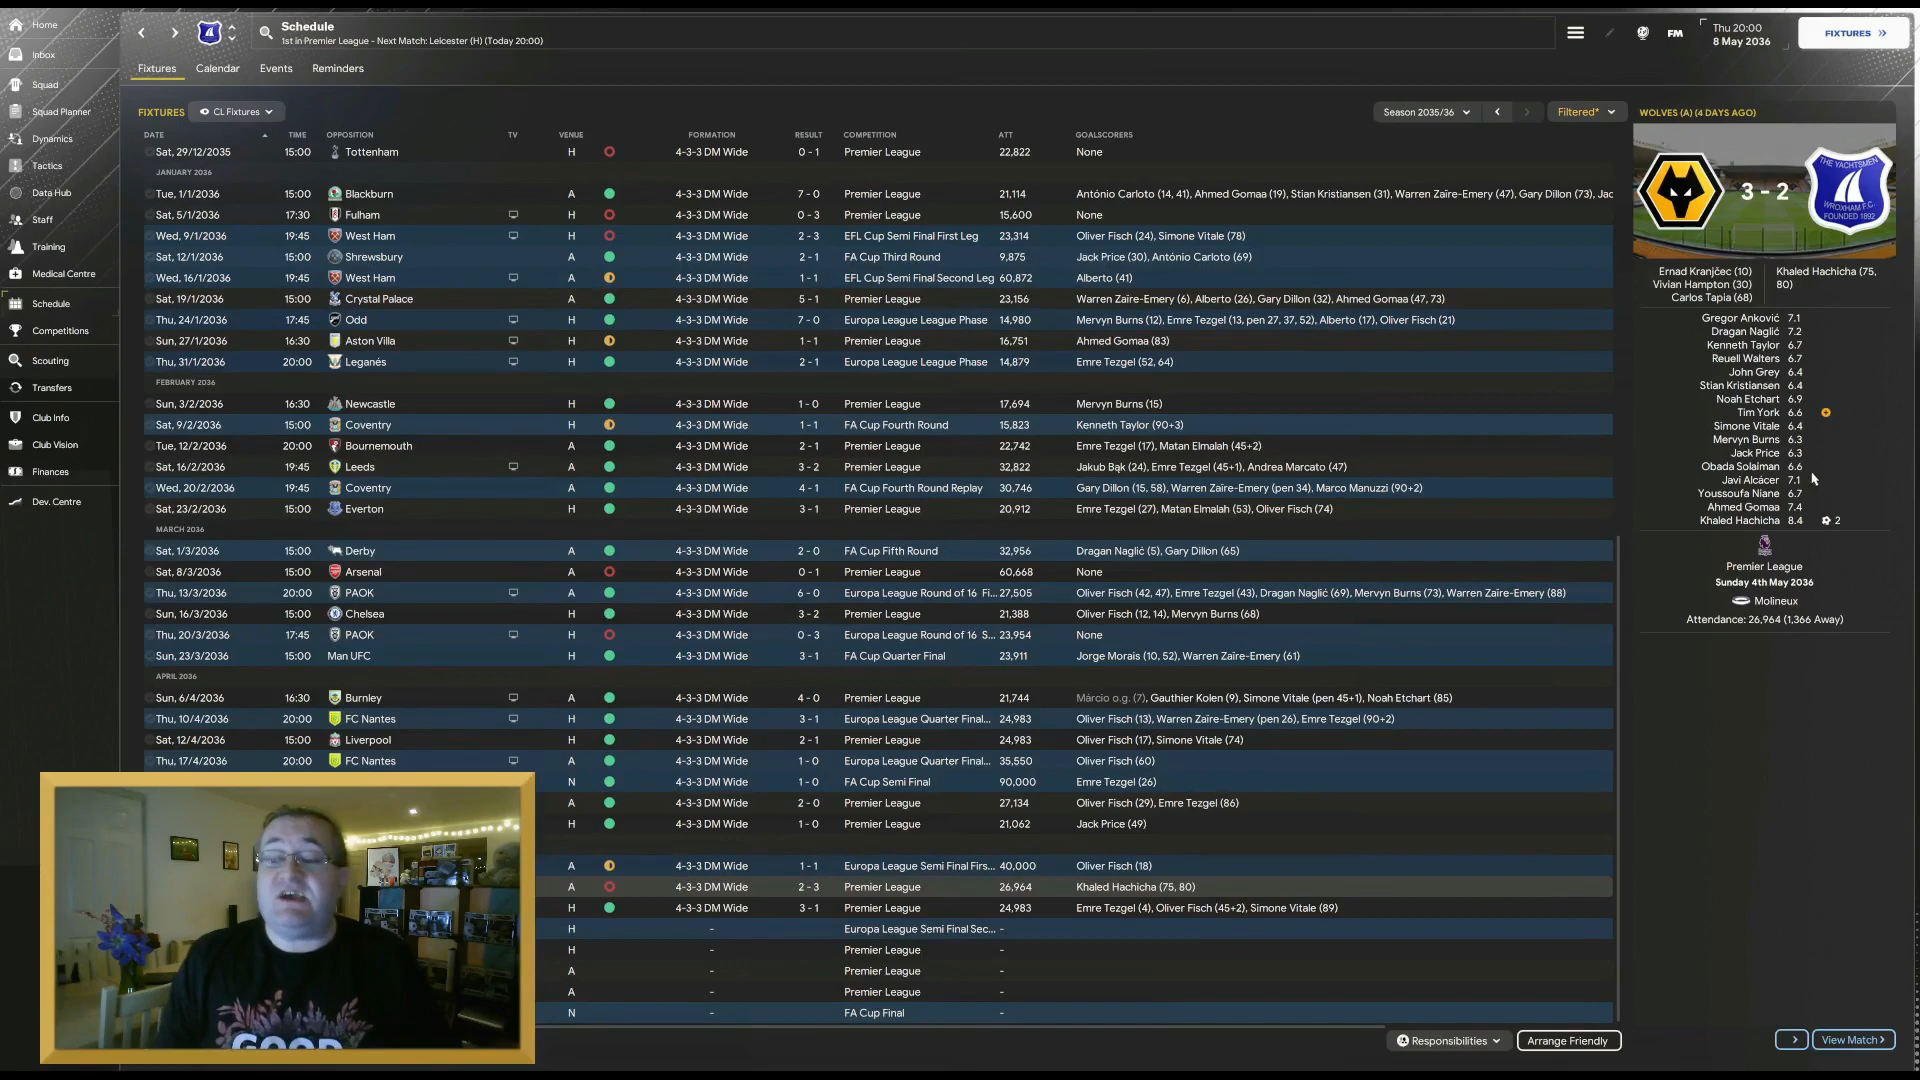 Home
Inbox
Squad
Squad Planner
Dynamics
Tactics
Data Hub
Staff
Training
Medical Centre
Schedule
Competitions
Scouting
Transfers
Club Info
Club Vision
Finances
Dev. Centre
Schedule
1st in Premier League - Next Match: Leicester (H) (Today 20:00)
FM
Thu 20:00
8 May 2036
FIXTURES
Fixtures Calendar Events Reminders
FIXTURES CL Fixtures Season 2035/36 Filtered*
DATE TIME OPPOSITION TV VENUE FORMATION RESULT COMPETITION ATT GOALSCORERS
Sat, 29/12/2035 15:00 Tottenham H 4-3-3 DM Wide 0 - 1 Premier League 22,822 None
JANUARY 2036
Tue, 1/1/2036 15:00 Blackburn A 4-3-3 DM Wide 7 - 0 Premier League 21,114 António Carloto (14, 41), Ahmed Gomaa (19), Stian Kristiansen (31), Warren Zaïre-Emery (47), Gary Dillon (73), Jac
Sat, 5/1/2036 17:30 Fulham H 4-3-3 DM Wide 0 - 3 Premier League 15,600 None
Wed, 9/1/2036 19:45 West Ham H 4-3-3 DM Wide 2 - 3 EFL Cup Semi Final First Leg 23,314 Oliver Fisch (24), Simone Vitale (78)
Sat, 12/1/2036 15:00 Shrewsbury A 4-3-3 DM Wide 2 - 1 FA Cup Third Round 9,875 Jack Price (30), António Carloto (69)
Wed, 16/1/2036 19:45 West Ham A 4-3-3 DM Wide 1 - 1 EFL Cup Semi Final Second Leg 60,872 Alberto (41)
Sat, 19/1/2036 15:00 Crystal Palace A 4-3-3 DM Wide 5 - 1 Premier League 23,156 Warren Zaïre-Emery (6), Alberto (26), Gary Dillon (32), Ahmed Gomaa (47, 73)
Thu, 24/1/2036 17:45 Odd H 4-3-3 DM Wide 7 - 0 Europa League League Phase 14,980 Mervyn Burns (12), Emre Tezgel (13, pen 27, 37, 52), Alberto (17), Oliver Fisch (21)
Sun, 27/1/2036 16:30 Aston Villa H 4-3-3 DM Wide 1 - 1 Premier League 16,751 Ahmed Gomaa (83)
Thu, 31/1/2036 20:00 Leganés H 4-3-3 DM Wide 2 - 1 Europa League League Phase 14,879 Emre Tezgel (52, 64)
FEBRUARY 2036
Sun, 3/2/2036 16:30 Newcastle H 4-3-3 DM Wide 1 - 0 Premier League 17,694 Mervyn Burns (15)
Sat, 9/2/2036 15:00 Coventry H 4-3-3 DM Wide 1 - 1 FA Cup Fourth Round 15,823 Kenneth Taylor (90+3)
Tue, 12/2/2036 20:00 Bournemouth A 4-3-3 DM Wide 2 - 1 Premier League 22,742 Emre Tezgel (17), Matan Elmalah (45+2)
Sat, 16/2/2036 19:45 Leeds A 4-3-3 DM Wide 3 - 2 Premier League 32,822 Jakub Bąk (24), Emre Tezgel (45+1), Andrea Marcato (47)
Wed, 20/2/2036 19:45 Coventry A 4-3-3 DM Wide 4 - 1 FA Cup Fourth Round Replay 30,746 Gary Dillon (15, 58), Warren Zaïre-Emery (pen 34), Marco Manuzzi (90+2)
Sat, 23/2/2036 15:00 Everton H 4-3-3 DM Wide 3 - 1 Premier League 20,912 Emre Tezgel (27), Matan Elmalah (53), Oliver Fisch (74)
MARCH 2036
Sat, 1/3/2036 15:00 Derby A 4-3-3 DM Wide 2 - 0 FA Cup Fifth Round 32,956 Dragan Naglić (5), Gary Dillon (65)
Sat, 8/3/2036 15:00 Arsenal A 4-3-3 DM Wide 0 - 1 Premier League 60,668 None
Thu, 13/3/2036 20:00 PAOK A 4-3-3 DM Wide 6 - 0 Europa League Round of 16 Fi... 27,505 Oliver Fisch (42, 47), Emre Tezgel (43), Dragan Naglić (69), Mervyn Burns (73), Warren Zaïre-Emery (88)
Sun, 16/3/2036 15:00 Chelsea H 4-3-3 DM Wide 3 - 2 Premier League 21,388 Oliver Fisch (12, 14), Mervyn Burns (68)
Thu, 20/3/2036 17:45 PAOK H 4-3-3 DM Wide 0 - 3 Europa League Round of 16 S... 23,954 None
Sun, 23/3/2036 15:00 Man UFC H 4-3-3 DM Wide 3 - 1 FA Cup Quarter Final 23,911 Jorge Morais (10, 52), Warren Zaïre-Emery (61)
APRIL 2036
Sun, 6/4/2036 16:30 Burnley A 4-3-3 DM Wide 4 - 0 Premier League 21,744 Márcio o.g. (7), Gauthier Kolen (9), Simone Vitale (pen 45+1), Noah Etchart (85)
Thu, 10/4/2036 20:00 FC Nantes H 4-3-3 DM Wide 3 - 1 Europa League Quarter Final... 24,983 Oliver Fisch (13), Warren Zaïre-Emery (pen 26), Emre Tezgel (90+2)
Sat, 12/4/2036 15:00 Liverpool H 4-3-3 DM Wide 2 - 1 Premier League 24,983 Oliver Fisch (17), Simone Vitale (74)
Thu, 17/4/2036 20:00 FC Nantes A 4-3-3 DM Wide 1 - 0 Europa League Quarter Final... 35,550 Oliver Fisch (60)
N 4-3-3 DM Wide 1 - 0 FA Cup Semi Final 90,000 Emre Tezgel (26)
A 4-3-3 DM Wide 2 - 0 Premier League 27,134 Oliver Fisch (29), Emre Tezgel (86)
H 4-3-3 DM Wide 1 - 0 Premier League 21,062 Jack Price (49)
A 4-3-3 DM Wide 1 - 1 Europa League Semi Final Firs... 40,000 Oliver Fisch (18)
A 4-3-3 DM Wide 2 - 3 Premier League 26,964 Khaled Hachicha (75, 80)
H 4-3-3 DM Wide 3 - 1 Premier League 24,983 Emre Tezgel (4), Oliver Fisch (45+2), Simone Vitale (89)
H - Europa League Semi Final Sec... -
H - Premier League -
A - Premier League -
A - Premier League -
N - FA Cup Final -
Responsibilities Arrange Friendly
WOLVES (A) (4 DAYS AGO)
3 - 2
THE YACHTSMEN
WROXHAM F.C.
FOUNDED 1892
Ernad Kranjčec (10)
Vivian Hampton (30)
Carlos Tapia (68)
Khaled Hachicha (75,
80)
Gregor Anković 7.1
Dragan Naglić 7.2
Kenneth Taylor 6.7
Reuell Walters 6.7
John Grey 6.4
Stian Kristiansen 6.4
Noah Etchart 6.9
Tim York 6.6
Simone Vitale 6.4
Mervyn Burns 6.3
Jack Price 6.3
Obada Solaiman 6.6
Javi Alcácer 7.1
Youssoufa Niane 6.7
Ahmed Gomaa 7.4
Khaled Hachicha 8.4 2
Premier League
Sunday 4th May 2036
Molineux
Attendance: 26,964 (1,366 Away)
View Match
GOOD